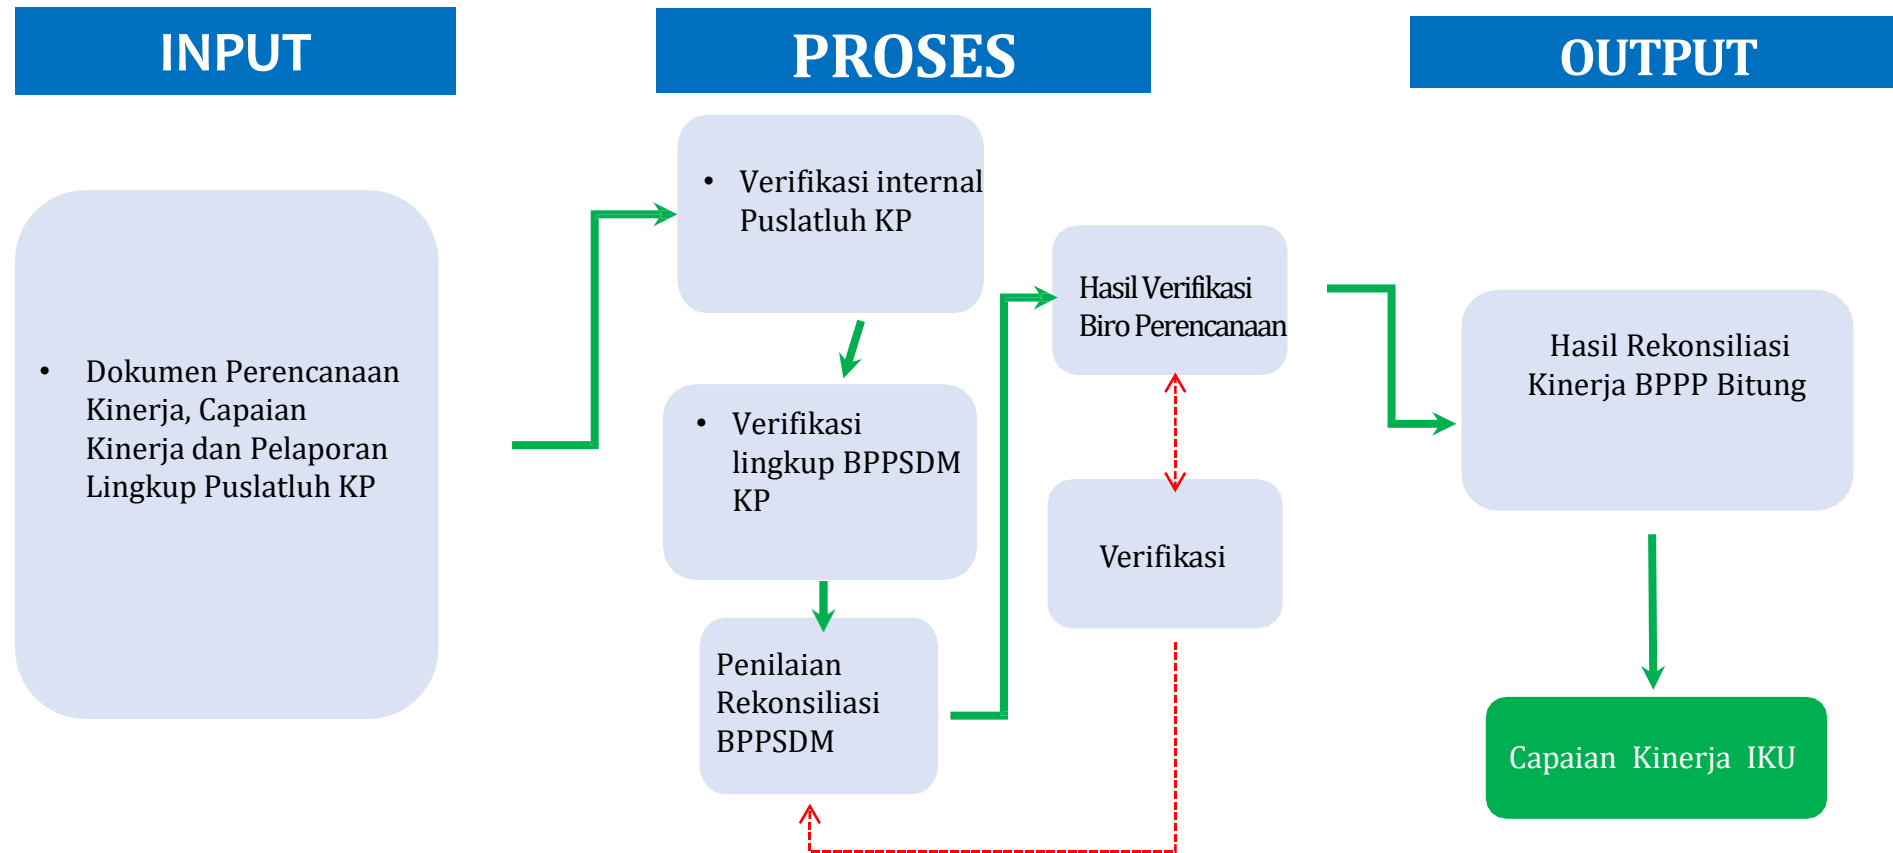 INPUT
PROSES
OUTPUT
• Dokumen Perencanaan
Kinerja, Capaian
Kinerja dan Pelaporan
Lingkup Puslatluh KP
• Verifikasi internal
Puslatluh KP
• Verifikasi
lingkup BPPSDM
KP
Penilaian
Rekonsiliasi
BPPSDM
Hasil Verifikasi
Biro Perencanaan
Verifikasi
Hasil Rekonsiliasi
Kinerja BPPP Bitung
Capaian Kinerja IKU